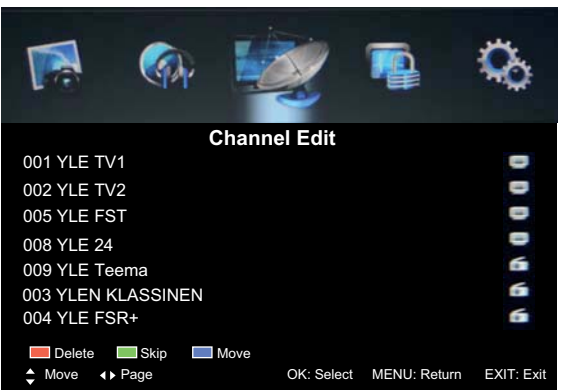 Channel Edit
001 YLE TV1
002 YLE TV2
005 YLE FST
008 YLE 24
009 YLE Teema
003 YLEN KLASSINEN
004 YLE FSR+
Delete Skip Move
Move Page OK: Select MENU: Return EXIT: Exit